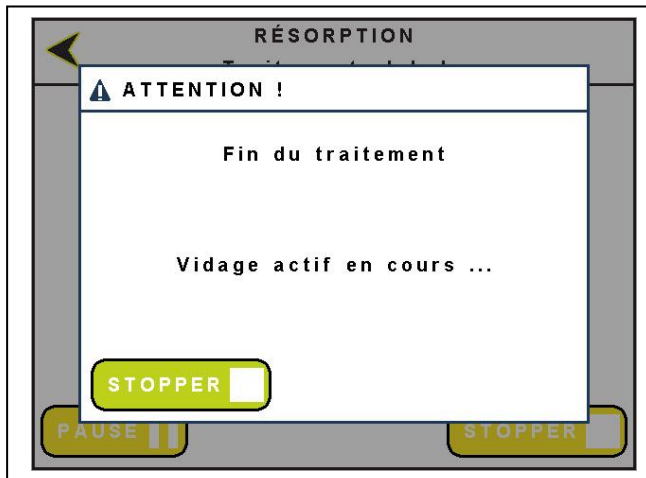 RÉSORPTION
ATTENTION !
Fin du traitement
Vidage actif en cours ...
STOPPER
PAUSE
STOPPER